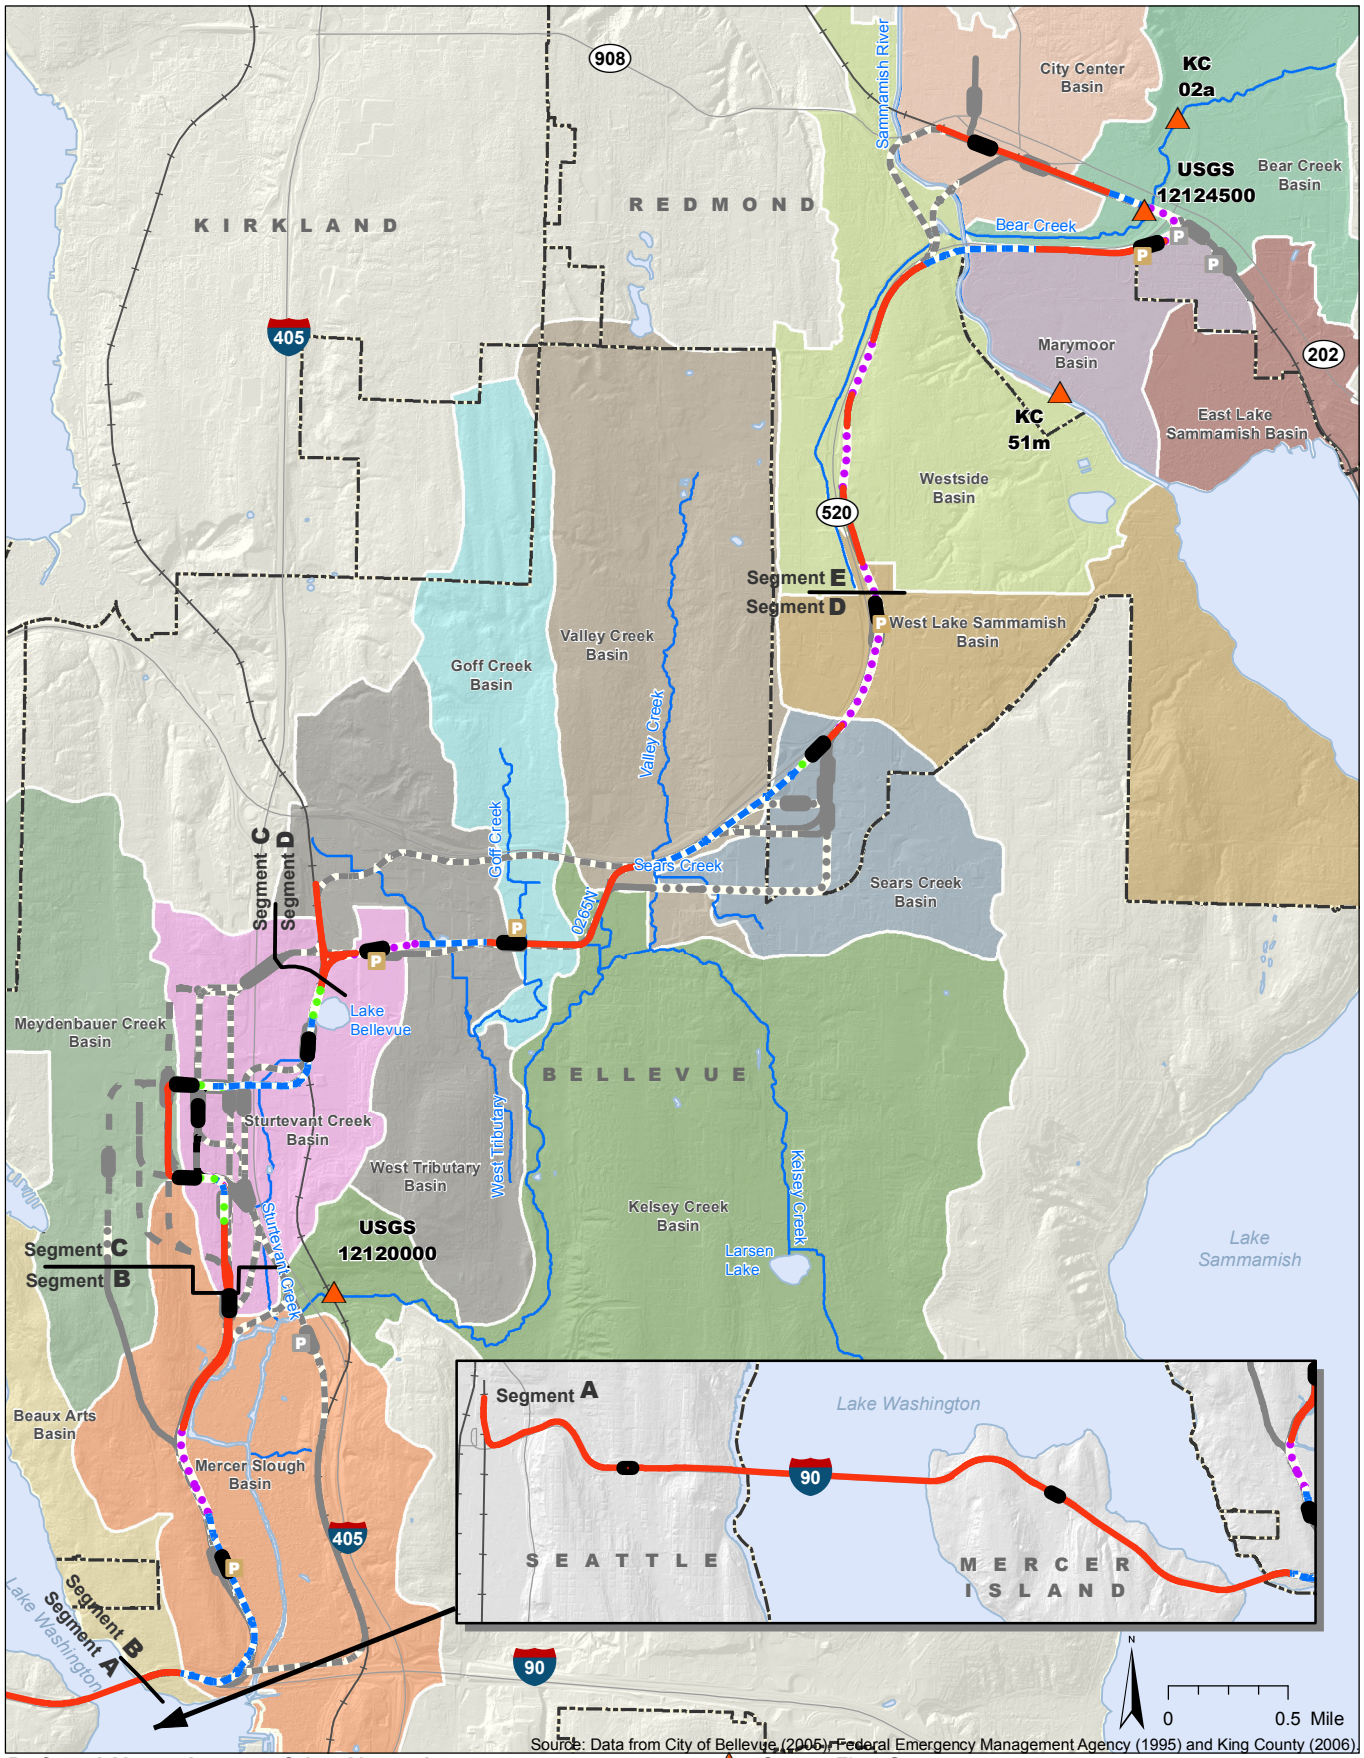 908
Sammamish River
City Center
Basin
KC
02a
USGS
12124500
Bear Creek
Basin
KIRKLAND
REDMOND
Bear Creek
P
P
P
405
Marymoor
Basin
202
KC
51m
East Lake
Sammamish Basin
Westside
Basin
520
Segment E
Segment D
P
West Lake Sammamish
Basin
Valley Creek
Basin
Goff Creek
Basin
Valley Creek
Goff Creek
Sears Creek
Sears Creek
Basin
Segment C
Segment D
0265N
P
P
Lake
Bellevue
Meydenbauer Creek
Basin
BELLEVUE
Sturtevant Creek
Basin
West Tributary
West Tributary
Basin
Kelsey Creek
Kelsey Creek
Basin
USGS
12120000
Sturtevant Creek
Larsen
Lake
Lake
Sammamish
Segment C
Segment B
P
Beaux Arts
Basin
Mercer Slough
Basin
405
P
Segment A
Lake Washington
90
SEATTLE
MERCER
ISLAND
Lake Washington
Segment B
Segment A
90
N
0 0.5 Mile
Source: Data from City of Bellevue (2005), Federal Emergency Management Agency (1995) and King County (2006).